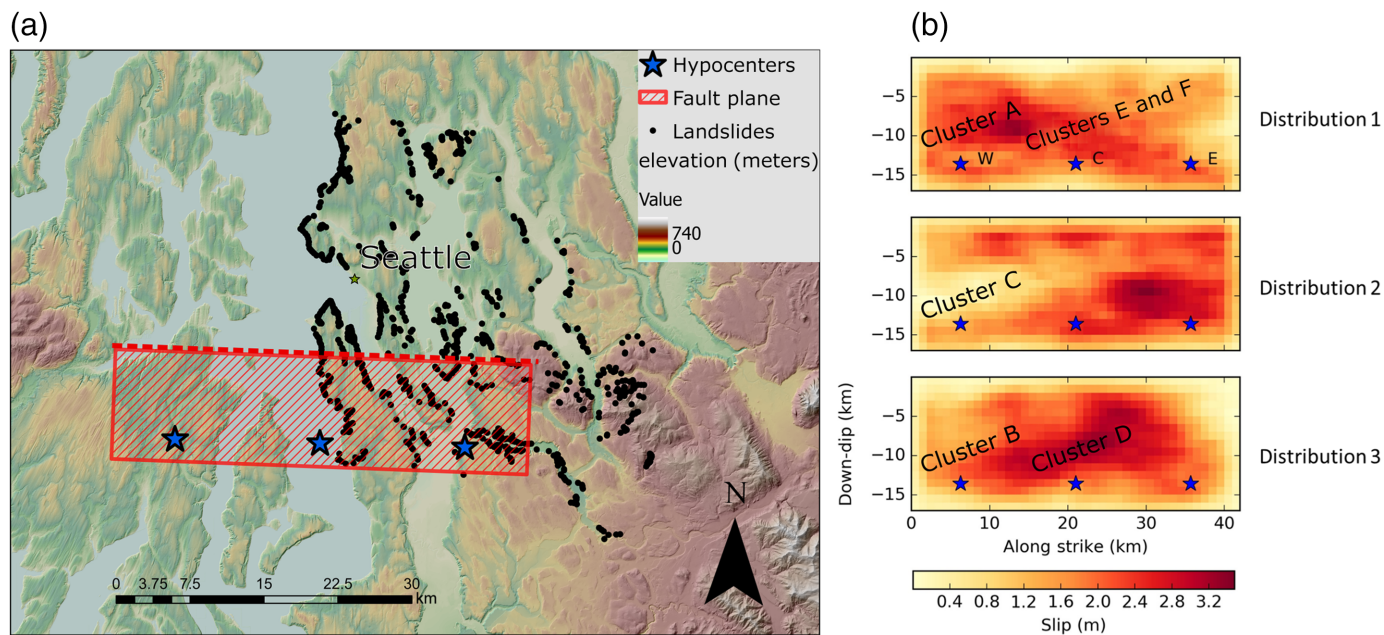 (a)
Hypocenters
Fault plane
Landslides
elevation (meters)
Value
740
0
Seattle
N
0 3.75 7.5 15 22.5 30
km
(b)
−5
−10
−15
Cluster A
Clusters E and F
W C E
Distribution 1
−5
−10
−15
Cluster C
Distribution 2
Down-dip (km)
−5
−10
−15
Cluster B
Cluster D
Distribution 3
0 10 20 30 40
Along strike (km)
0.4 0.8 1.2 1.6 2.0 2.4 2.8 3.2
Slip (m)